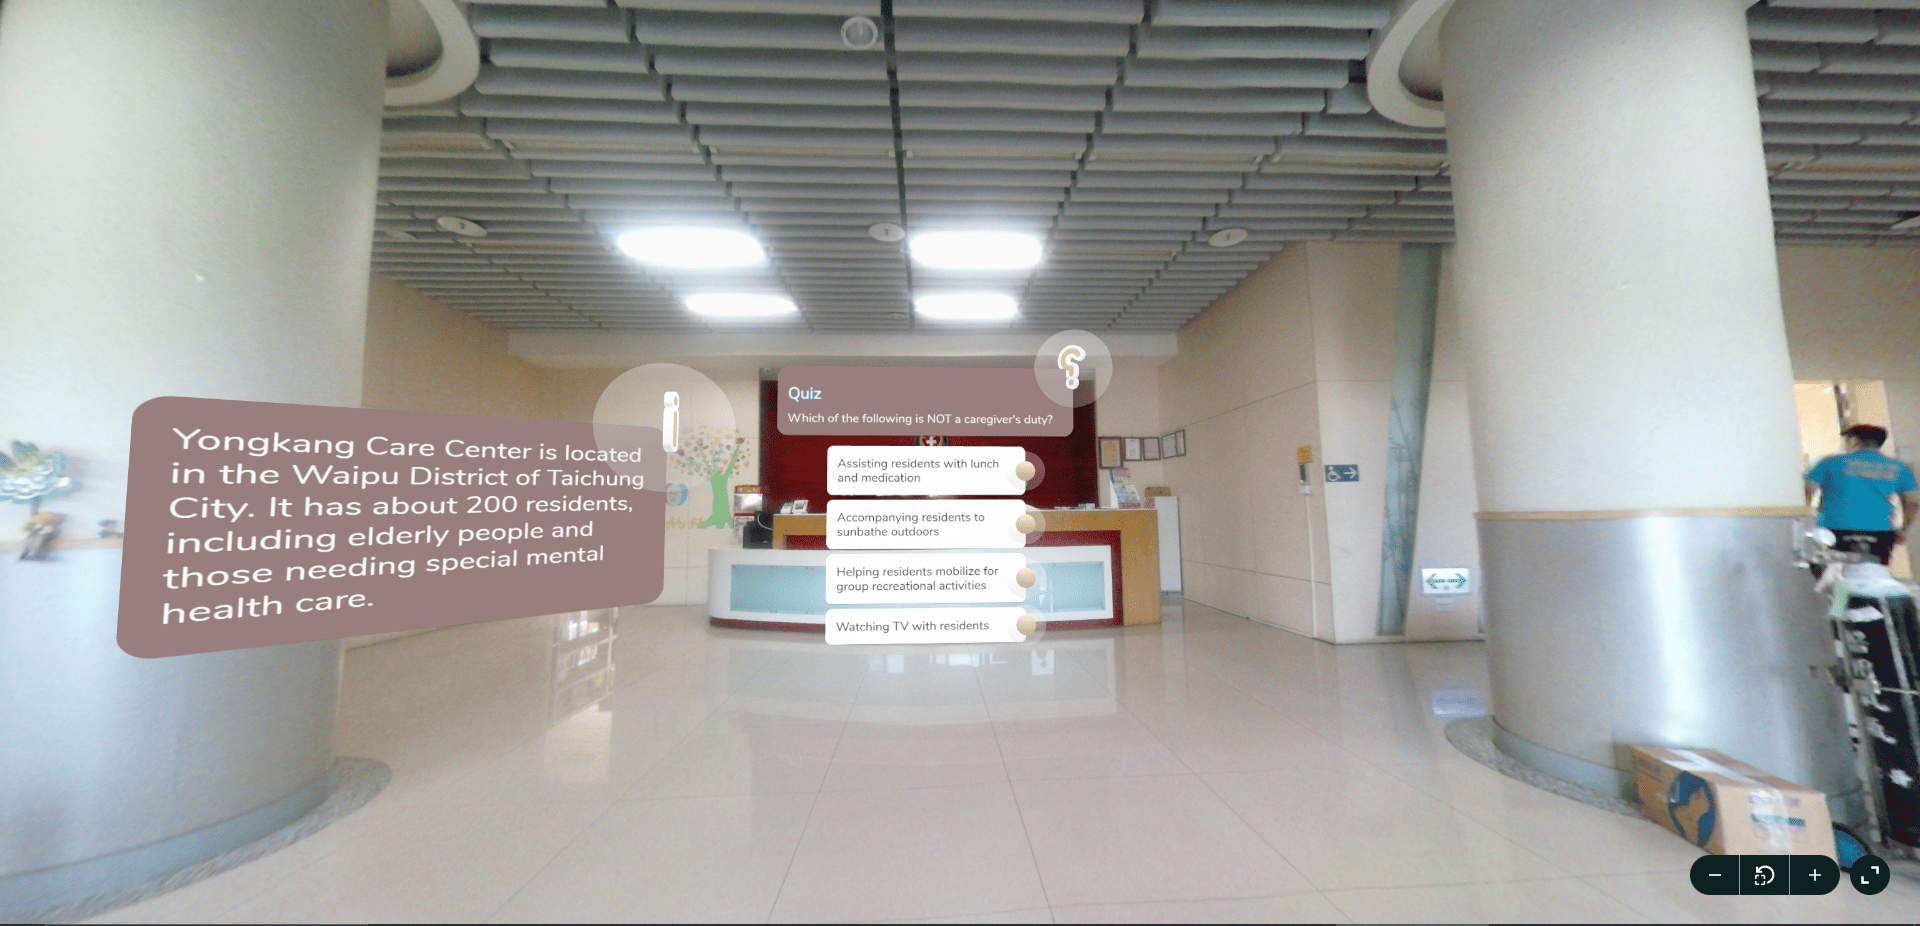 Yongkang Care Center is located
in the Waipu District of Taichung
City. It has about 200 residents,
including elderly people and
those needing special mental
health care.
Quiz
Which of the following is NOT a caregiver's duty?
Assisting residents with lunch
and medication
Accompanying residents to
sunbathe outdoors
Helping residents mobilize for
group recreational activities
Watching TV with residents